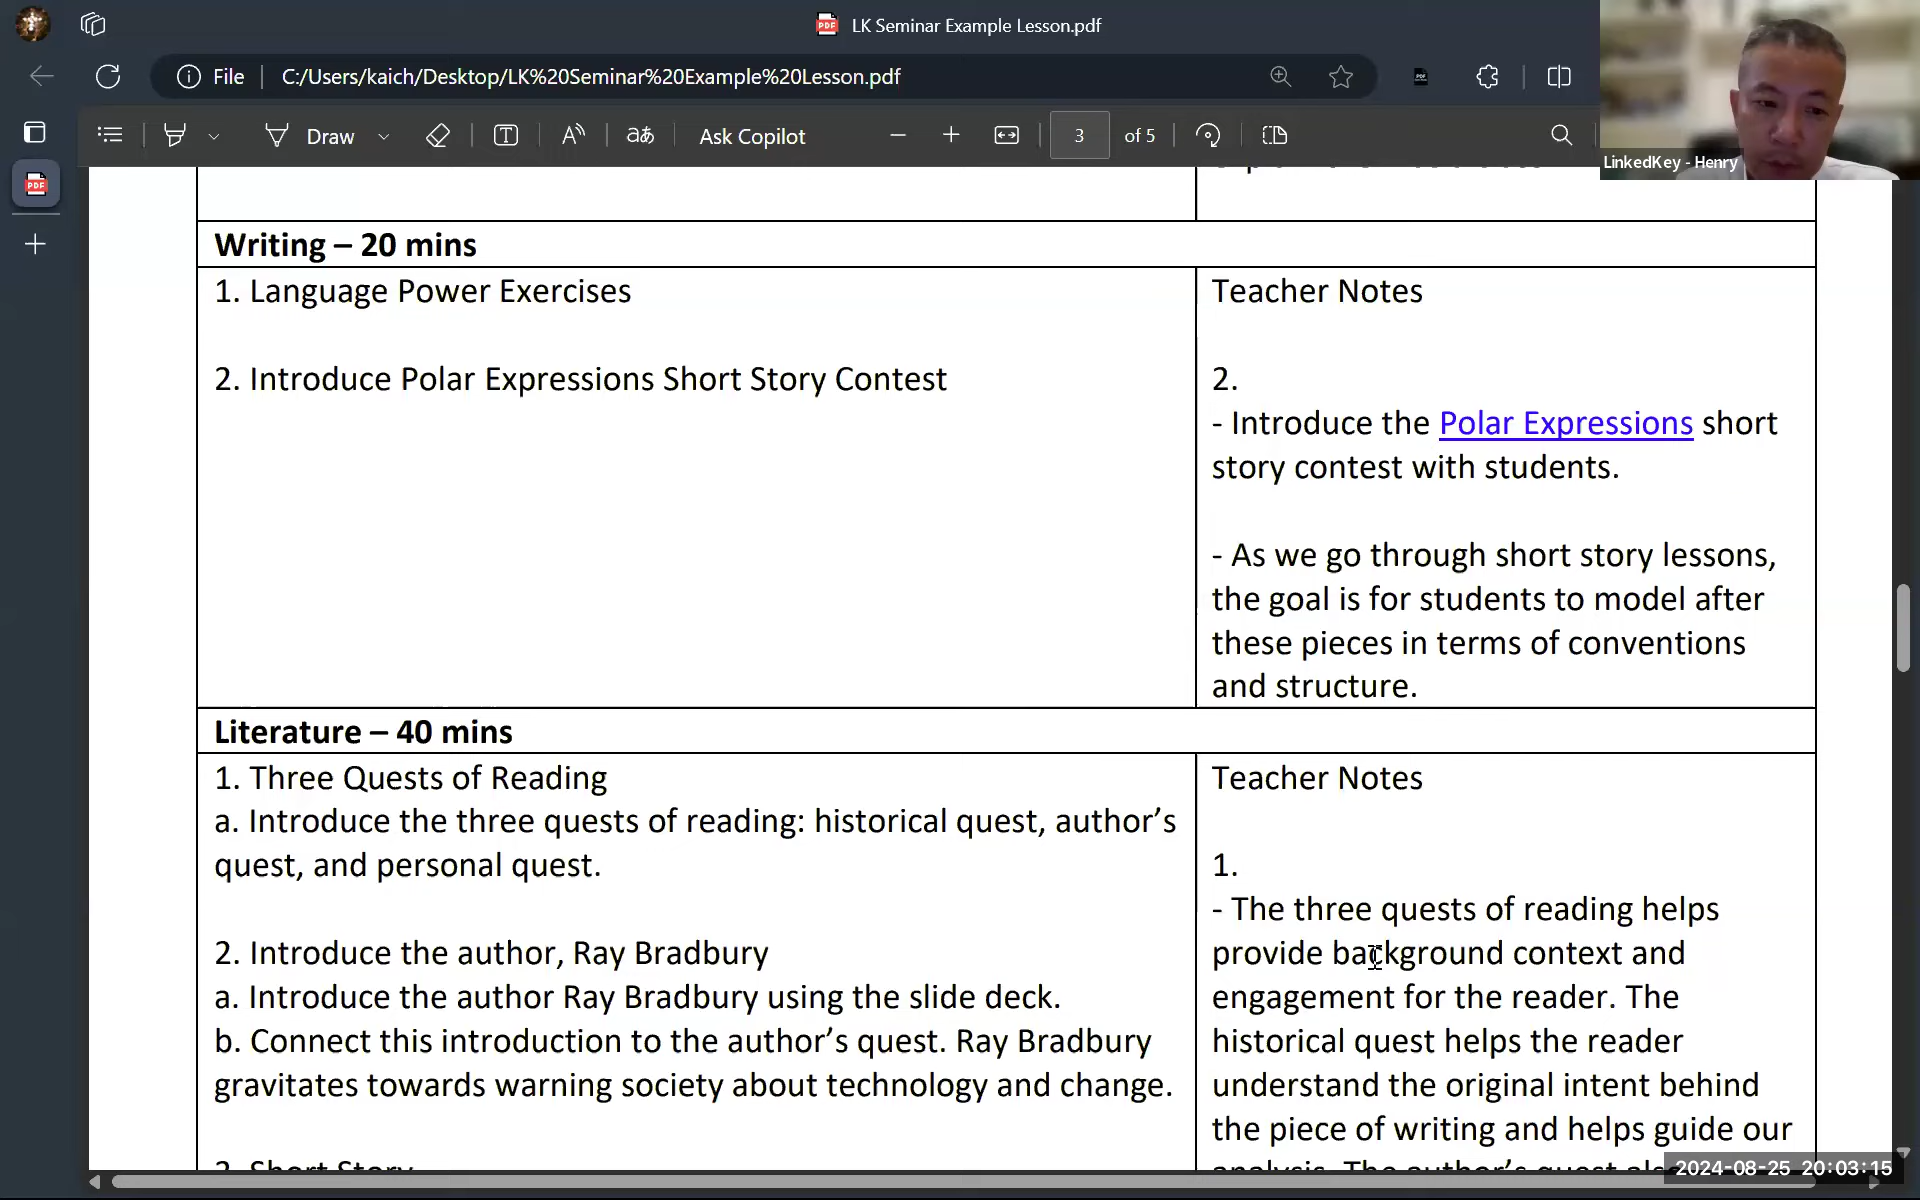 LK Seminar Example Lesson.pdf
File
C:/Users/kaich/Desktop/LK%20Seminar%20Example%20Lesson.pdf
Draw
Ask Copilot
3 of 5
LinkedKey - Henry
Writing – 20 mins
1. Language Power Exercises
2. Introduce Polar Expressions Short Story Contest
Teacher Notes
2.
- Introduce the Polar Expressions short
story contest with students.
- As we go through short story lessons,
the goal is for students to model after
these pieces in terms of conventions
and structure.
Literature – 40 mins
1. Three Quests of Reading
a. Introduce the three quests of reading: historical quest, author’s
quest, and personal quest.
2. Introduce the author, Ray Bradbury
a. Introduce the author Ray Bradbury using the slide deck.
b. Connect this introduction to the author’s quest. Ray Bradbury
gravitates towards warning society about technology and change.
Short Story
Teacher Notes
1.
- The three quests of reading helps
provide background context and
engagement for the reader. The
historical quest helps the reader
understand the original intent behind
the piece of writing and helps guide our
analysis. The author’s quest
2024-08-25 20:03:15